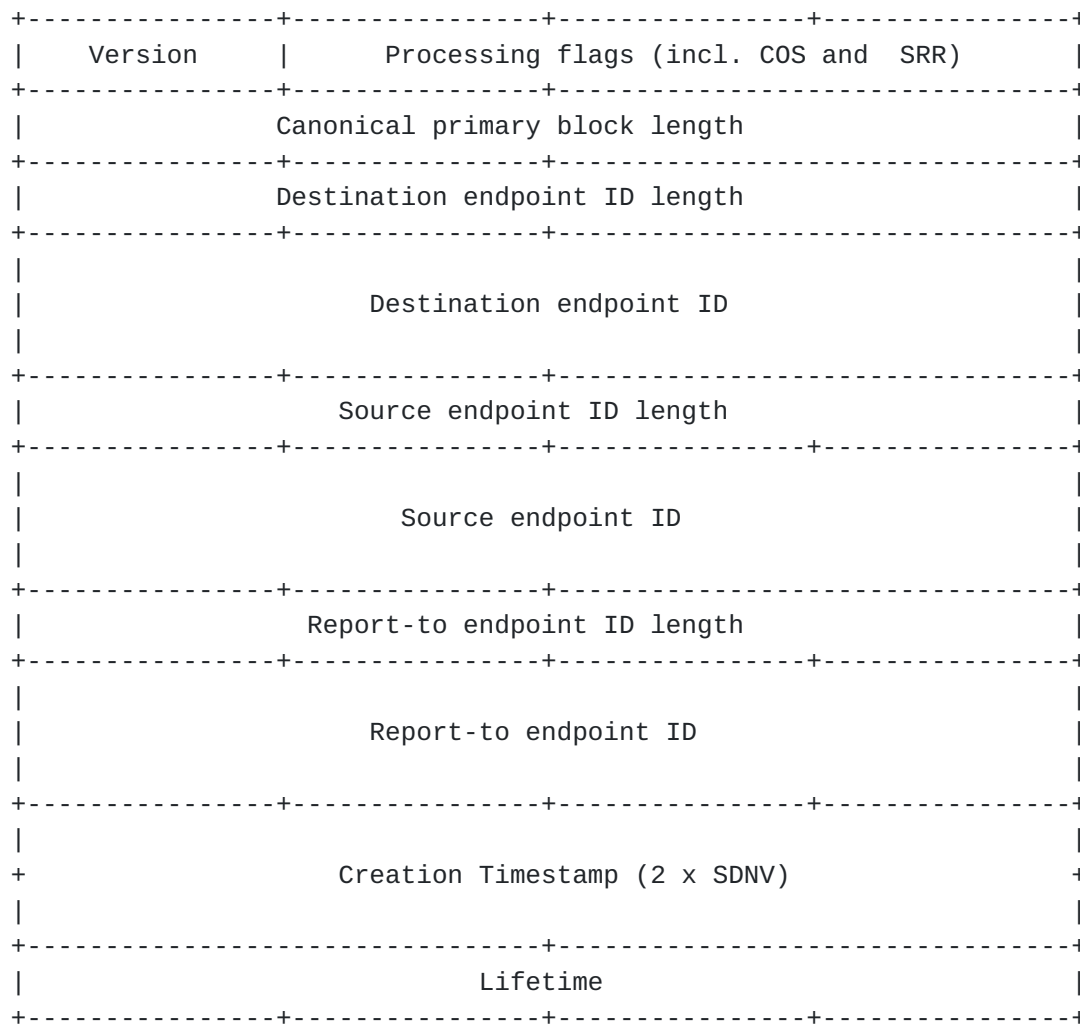 Version | Processing flags (incl. COS and  SRR)
Canonical primary block length
Destination endpoint ID length
Destination endpoint ID
Source endpoint ID length
Source endpoint ID
Report-to endpoint ID length
Report-to endpoint ID
Creation Timestamp (2 x SDNV)
Lifetime